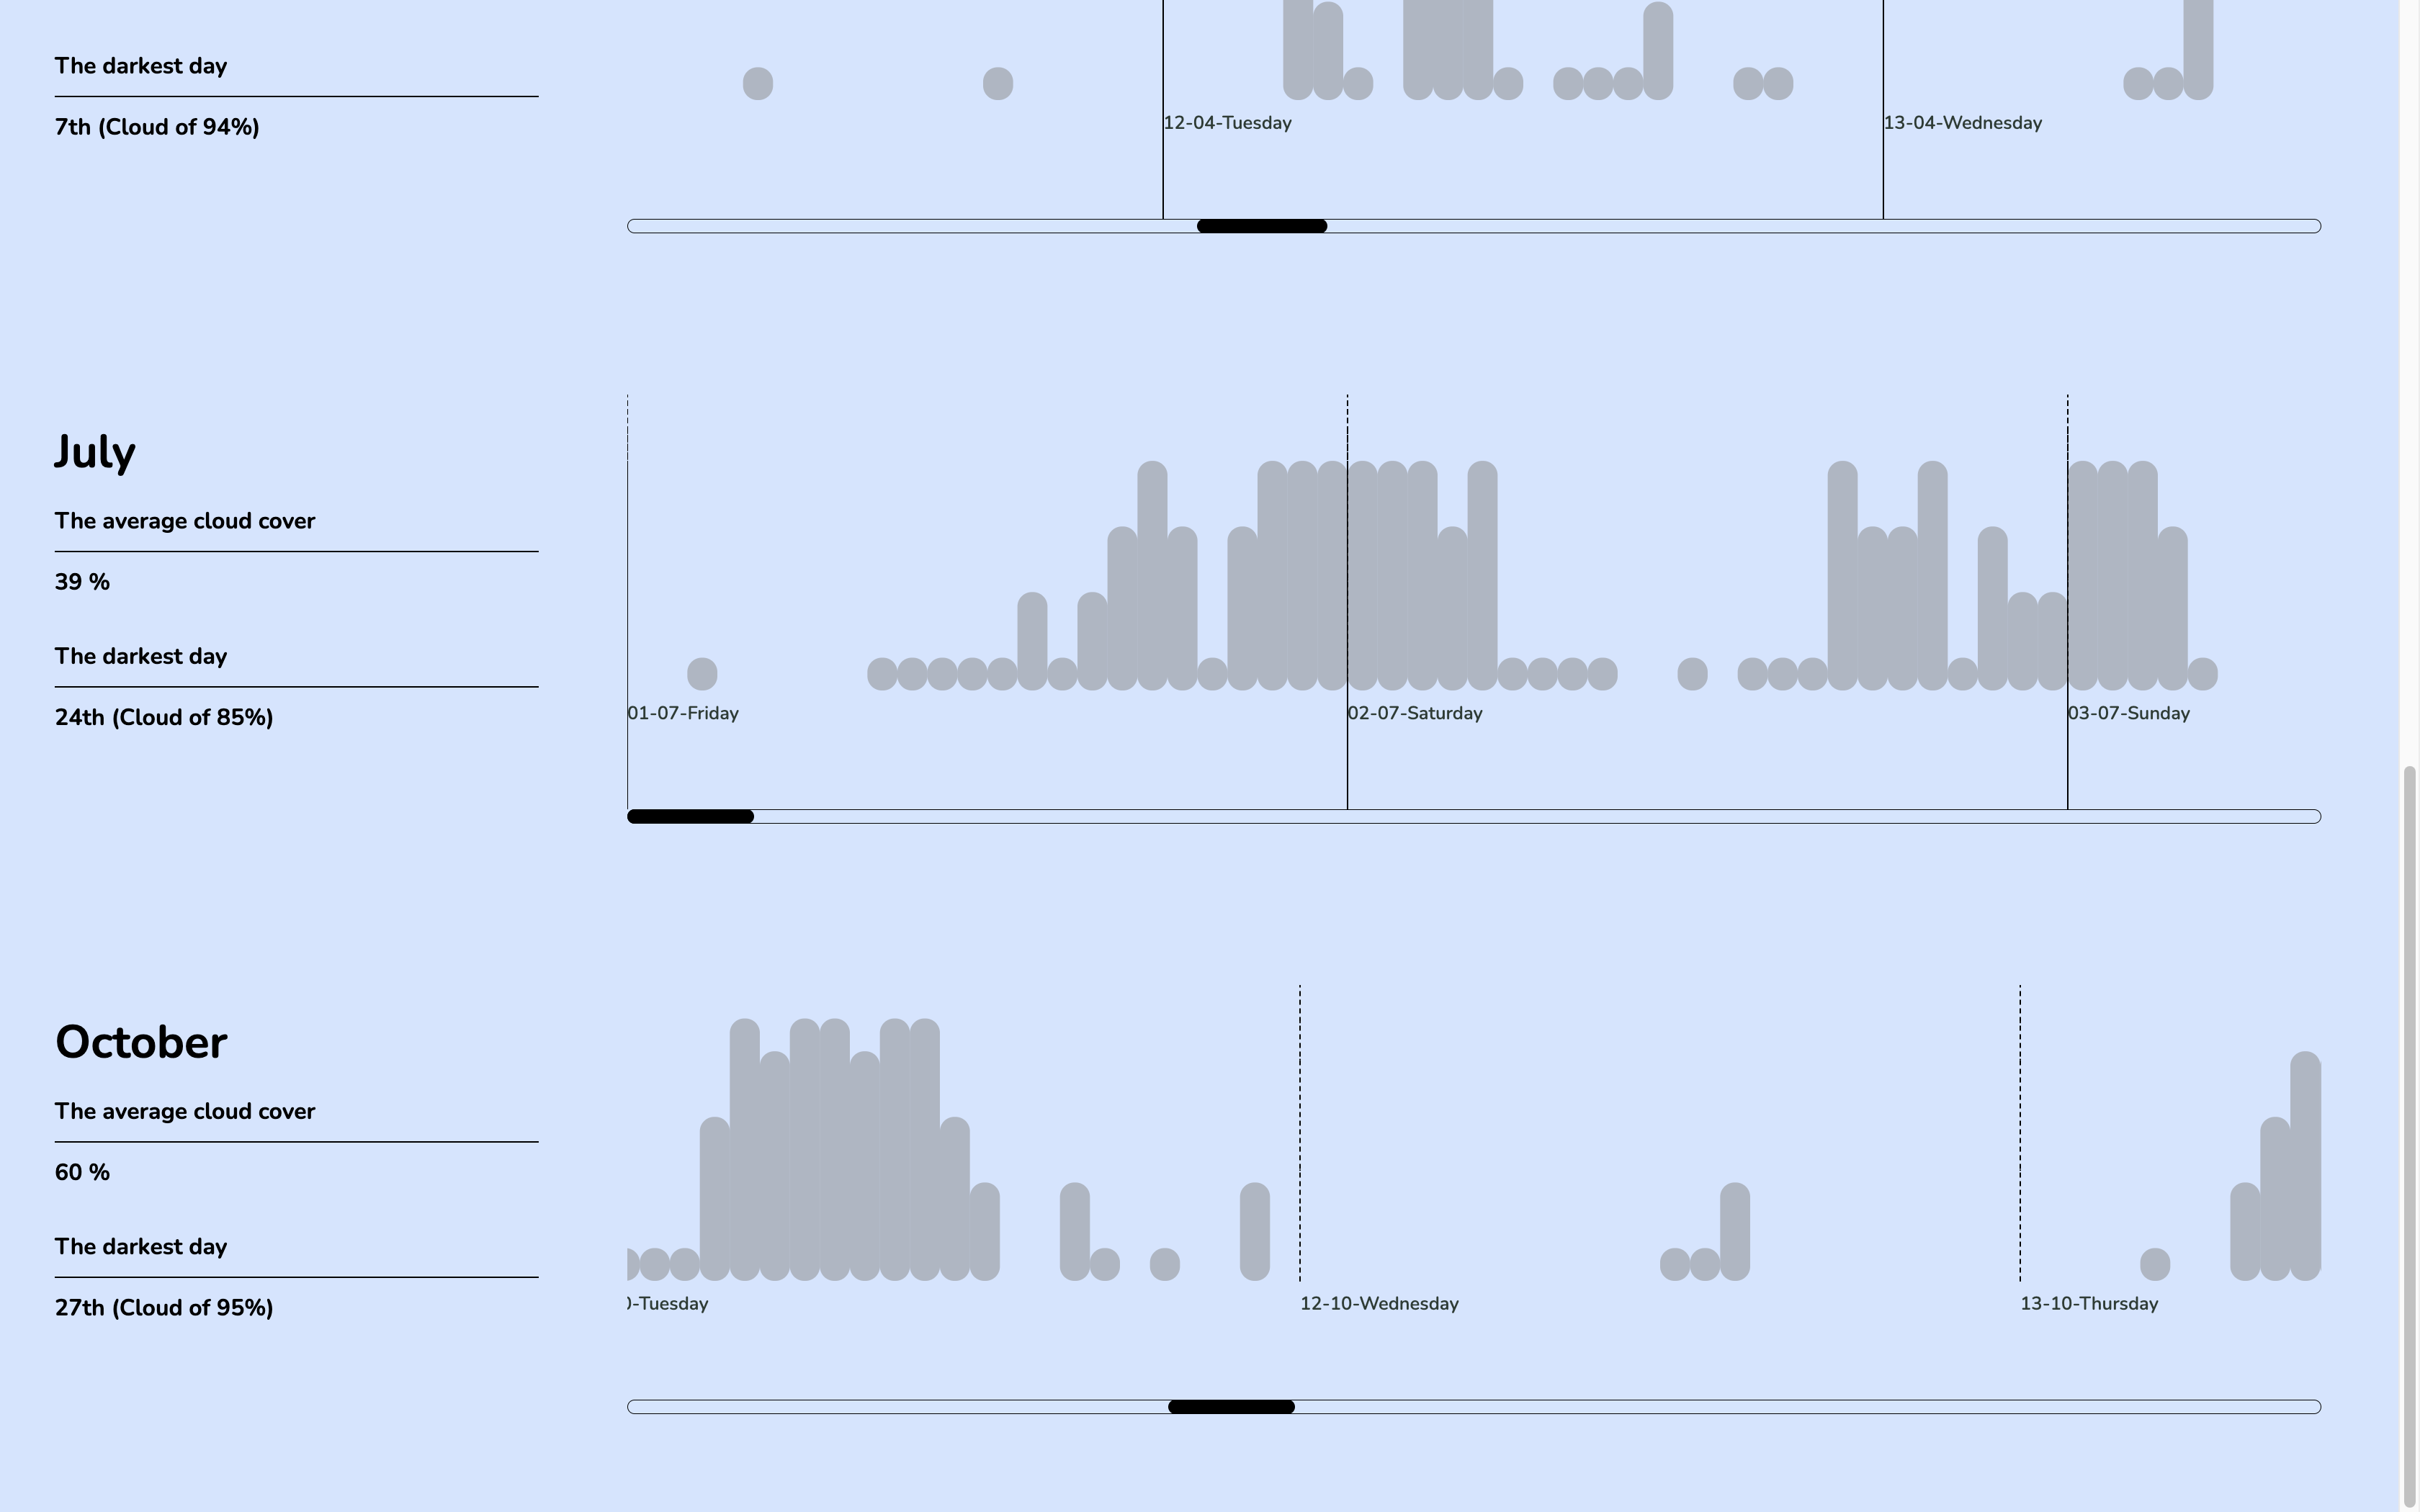 The darkest day
7th (Cloud of 94%)
12-04-Tuesday
13-04-Wednesday
July
The average cloud cover
39 %
The darkest day
24th (Cloud of 85%)
01-07-Friday
02-07-Saturday
03-07-Sunday
October
The average cloud cover
60 %
The darkest day
27th (Cloud of 95%)
-Tuesday
12-10-Wednesday
13-10-Thursday